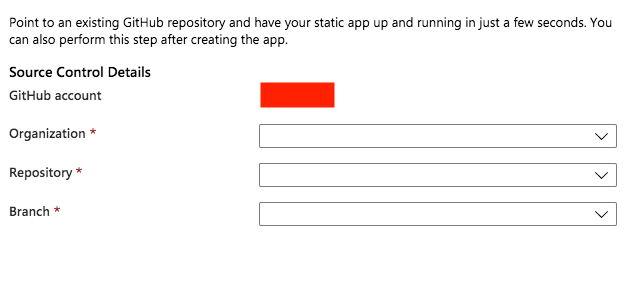 Point to an existing GitHub repository and have your static app up and running in just a few seconds. You
can also perform this step after creating the app.
Source Control Details
GitHub account
Organization *
Repository *
Branch *